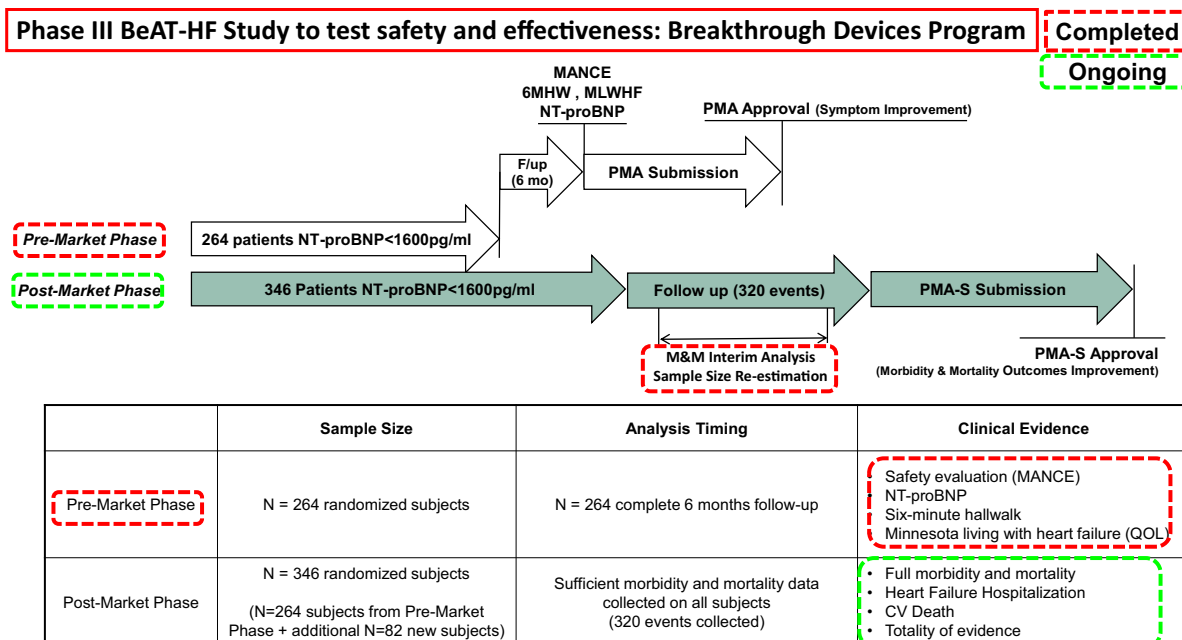 Phase III BeAT-HF Study to test safety and effectiveness: Breakthrough Devices Program
Completed
Ongoing
MANCE
6MHW , MLWHF
NT-proBNP
PMA Approval (Symptom Improvement)
F/up
(6 mo)
PMA Submission
Pre-Market Phase
264 patients NT-proBNP<1600pg/ml
Post-Market Phase
346 Patients NT-proBNP<1600pg/ml
Follow up (320 events)
PMA-S Submission
M&M Interim Analysis
Sample Size Re-estimation
PMA-S Approval
(Morbidity & Mortality Outcomes Improvement)
Sample Size
Analysis Timing
Clinical Evidence
Pre-Market Phase
N = 264 randomized subjects
N = 264 complete 6 months follow-up
Safety evaluation (MANCE)
• NT-proBNP
• Six-minute hallwalk
Minnesota living with heart failure (QOL)
Post-Market Phase
N = 346 randomized subjects
(N=264 subjects from Pre-Market
Phase + additional N=82 new subjects)
Sufficient morbidity and mortality data
collected on all subjects
(320 events collected)
• Full morbidity and mortality
• Heart Failure Hospitalization
• CV Death
• Totality of evidence